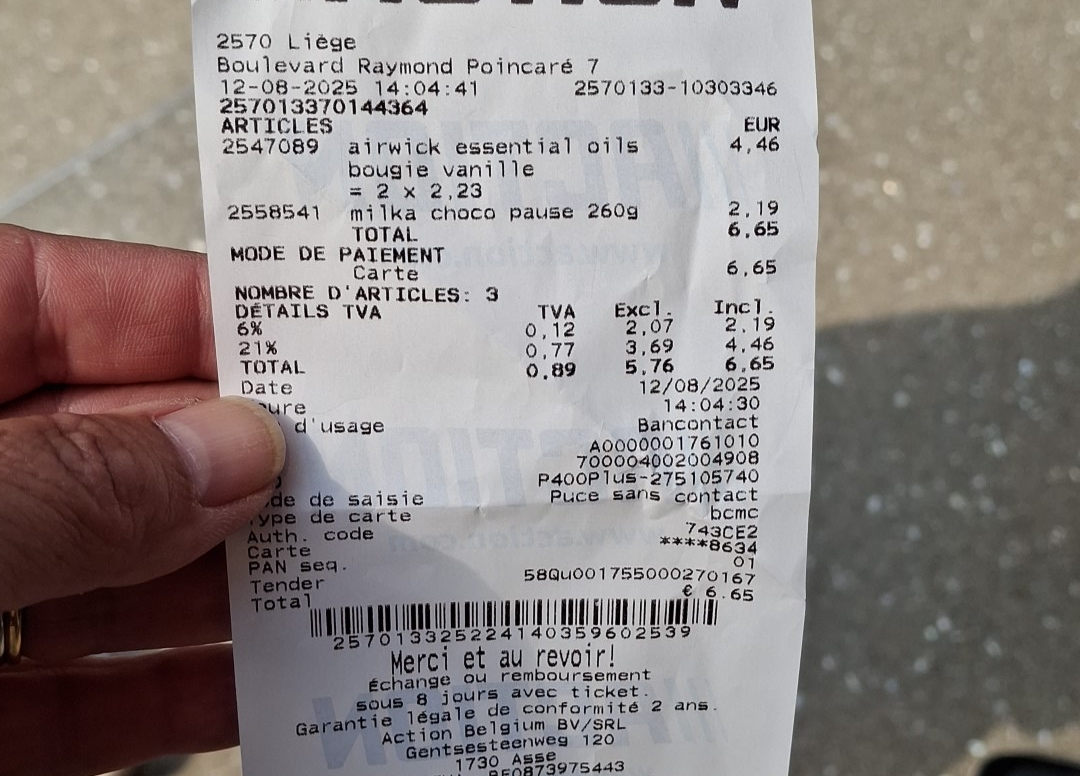 ACTION
2570 Liège
Boulevard Raymond Poincaré 7
12-08-2025 14:04:41 2570133-10303346
257013370144364
ARTICLES EUR
2547089 airwick essential oils 4,46
bougie vanille
= 2 x 2,23
2558541 milka choco pause 260g 2,19
TOTAL 6,65
MODE DE PAIEMENT
Carte 6,65
NOMBRE D'ARTICLES: 3
DÉTAILS TVA TVA Excl. Incl.
6% 0,12 2,07 2,19
21% 0,77 3,69 4,46
TOTAL 0,89 5,76 6,65
Date 12/08/2025
ure 14:04:30
d'usage Bancontact
A0000001761010
700004002004908
P400Plus-275105740
de de saisie Puce sans contact
ype de carte bcmc
Auth. code 743CE2
Carte ****8634
PAN seq. 01
Tender 58Qu001755000270167
Total € 6.65
257013325224140359602539
Merci et au revoir!
Échange ou remboursement
sous 8 jours avec ticket.
Garantie légale de conformité 2 ans.
Action Belgium BV/SRL
Gentsesteenweg 120
1730 Asse
BE0873975443